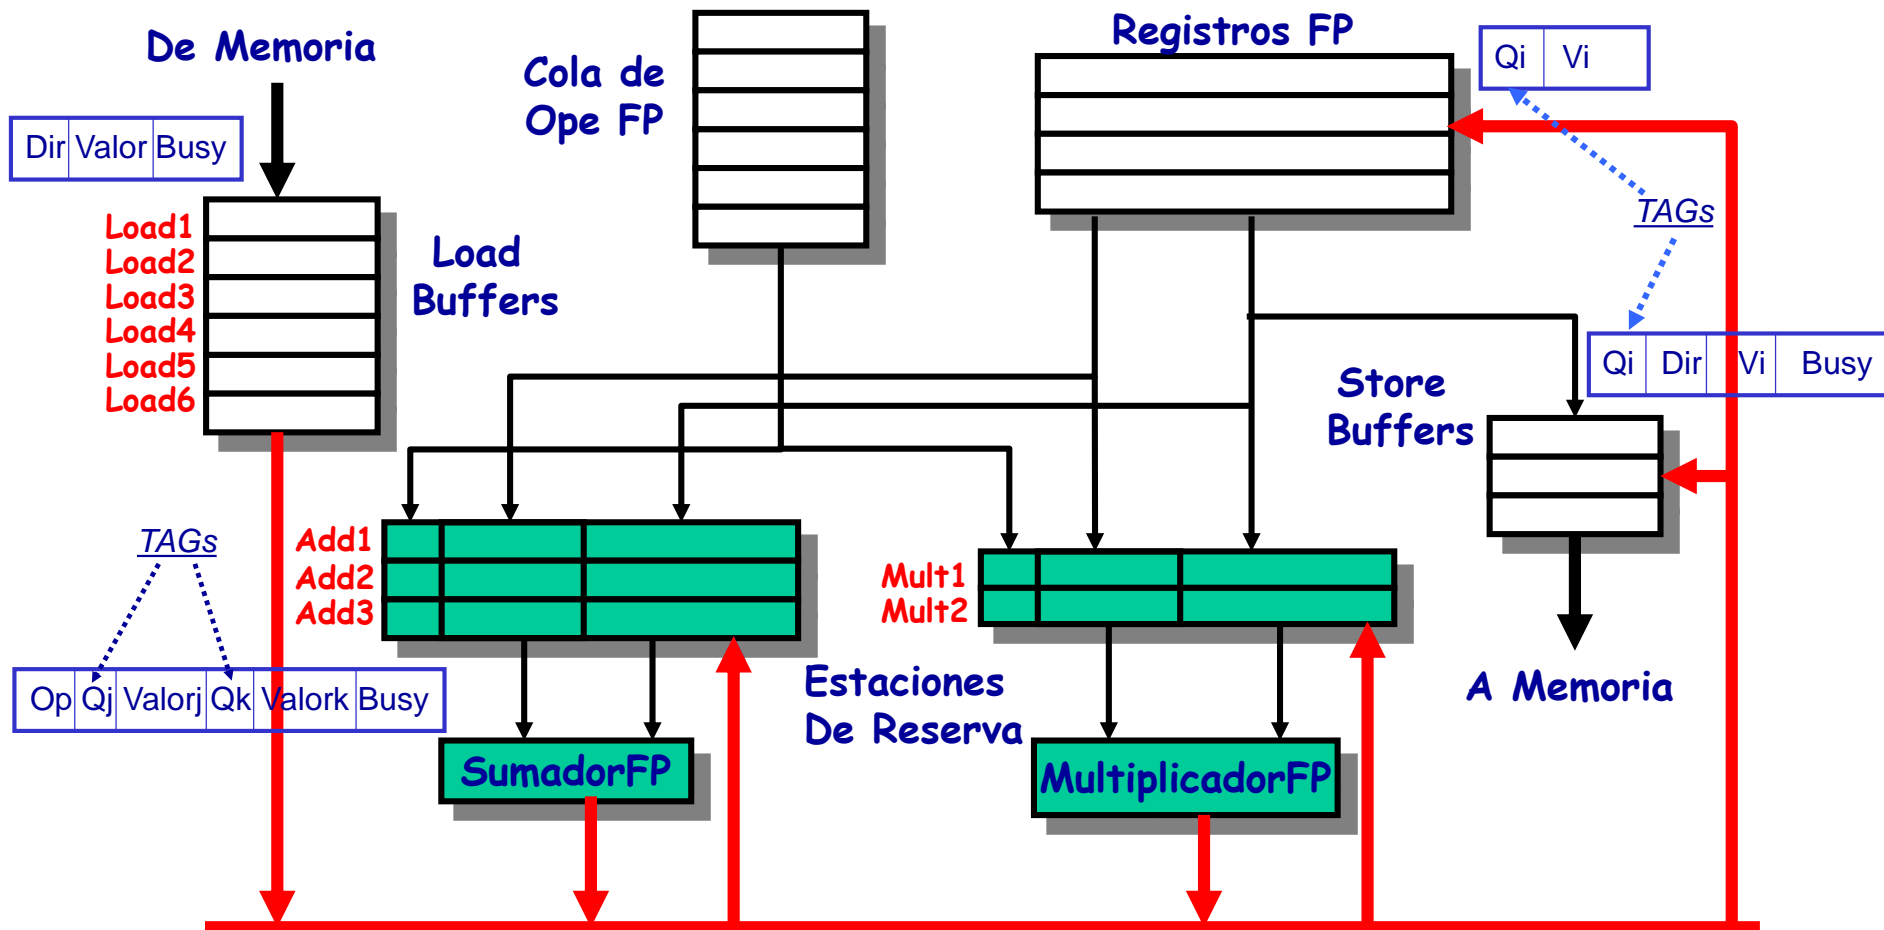 De Memoria
Cola de
Ope FP
Registros FP
Qi Vi
Dir Valor Busy
TAGs
Load1
Load2
Load3
Load4
Load5
Load6
Load
Buffers
Qi Dir Vi Busy
Store
Buffers
TAGs
Add1
Add2
Add3
Mult1
Mult2
Op Qj Valorj Qk Valork Busy
Estaciones
De Reserva
A Memoria
SumadorFP
MultiplicadorFP